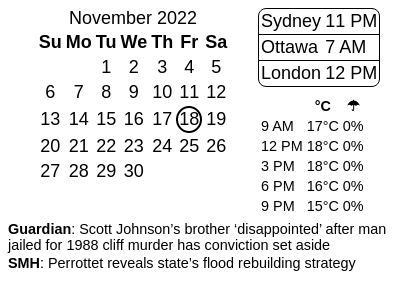 November 2022
Su Mo Tu We Th Fr Sa
1 2 3 4 5
6 7 8 9 10 11 12
13 14 15 16 17 18 19
20 21 22 23 24 25 26
27 28 29 30
Sydney 11 PM
Ottawa 7 AM
London 12 PM
°C ☂
9 AM 17°C 0%
12 PM 18°C 0%
3 PM 18°C 0%
6 PM 16°C 0%
9 PM 15°C 0%
Guardian: Scott Johnson’s brother ‘disappointed’ after man
jailed for 1988 cliff murder has conviction set aside
SMH: Perrottet reveals state’s flood rebuilding strategy